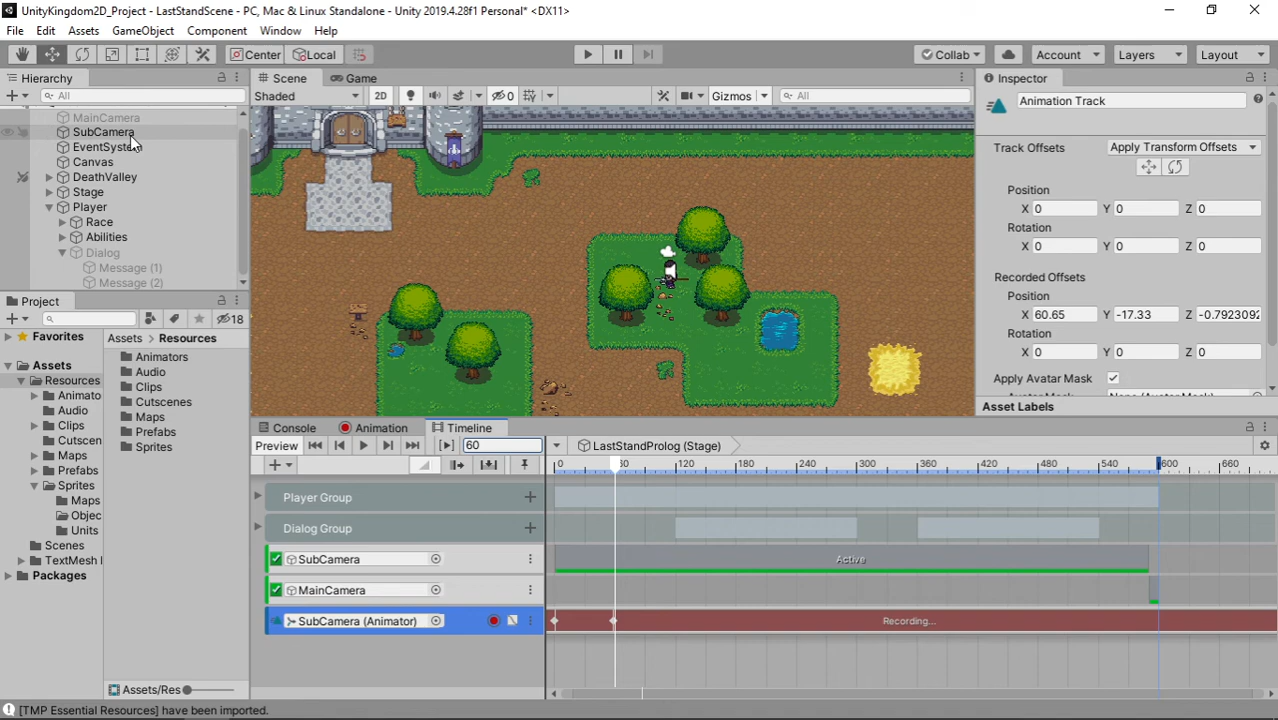 UnityKingdom2D_Project - LastStandScene - PC, Mac & Linux Standalone - Unity 2019.4.28f1 Personal* <DX11>
File Edit Assets GameObject Component Window Help
Center Local Collab Account Layers Layout
Hierarchy
All
MainCamera
SubCamera
EventSystem
Canvas
DeathValley
Stage
Player
Race
Abilities
Dialog
Message (1)
Message (2)
Scene Game
Shaded 2D 0 Gizmos All
Inspector
Animation Track
Track Offsets Apply Transform Offsets
Position
X 0 Y 0 Z 0
Rotation
X 0 Y 0 Z 0
Recorded Offsets
Position
X 60.65 Y -17.33 Z -0.7923092
Rotation
X 0 Y 0 Z 0
Apply Avatar Mask
Asset Labels
Project
18
Favorites
Assets
Resources
Animato
Audio
Clips
Cutscen
Maps
Prefabs
Sprites
Maps
Objec
Units
Scenes
TextMesh
Packages
Assets Resources
Animators
Audio
Clips
Cutscenes
Maps
Prefabs
Sprites
Assets/Res
Console Animation Timeline
Preview 60 LastStandProlog (Stage)
0 60 120 180 240 300 360 420 480 540 600 660
Player Group
Dialog Group
SubCamera Active
MainCamera
SubCamera (Animator) Recording...
[TMP Essential Resources] have been imported.